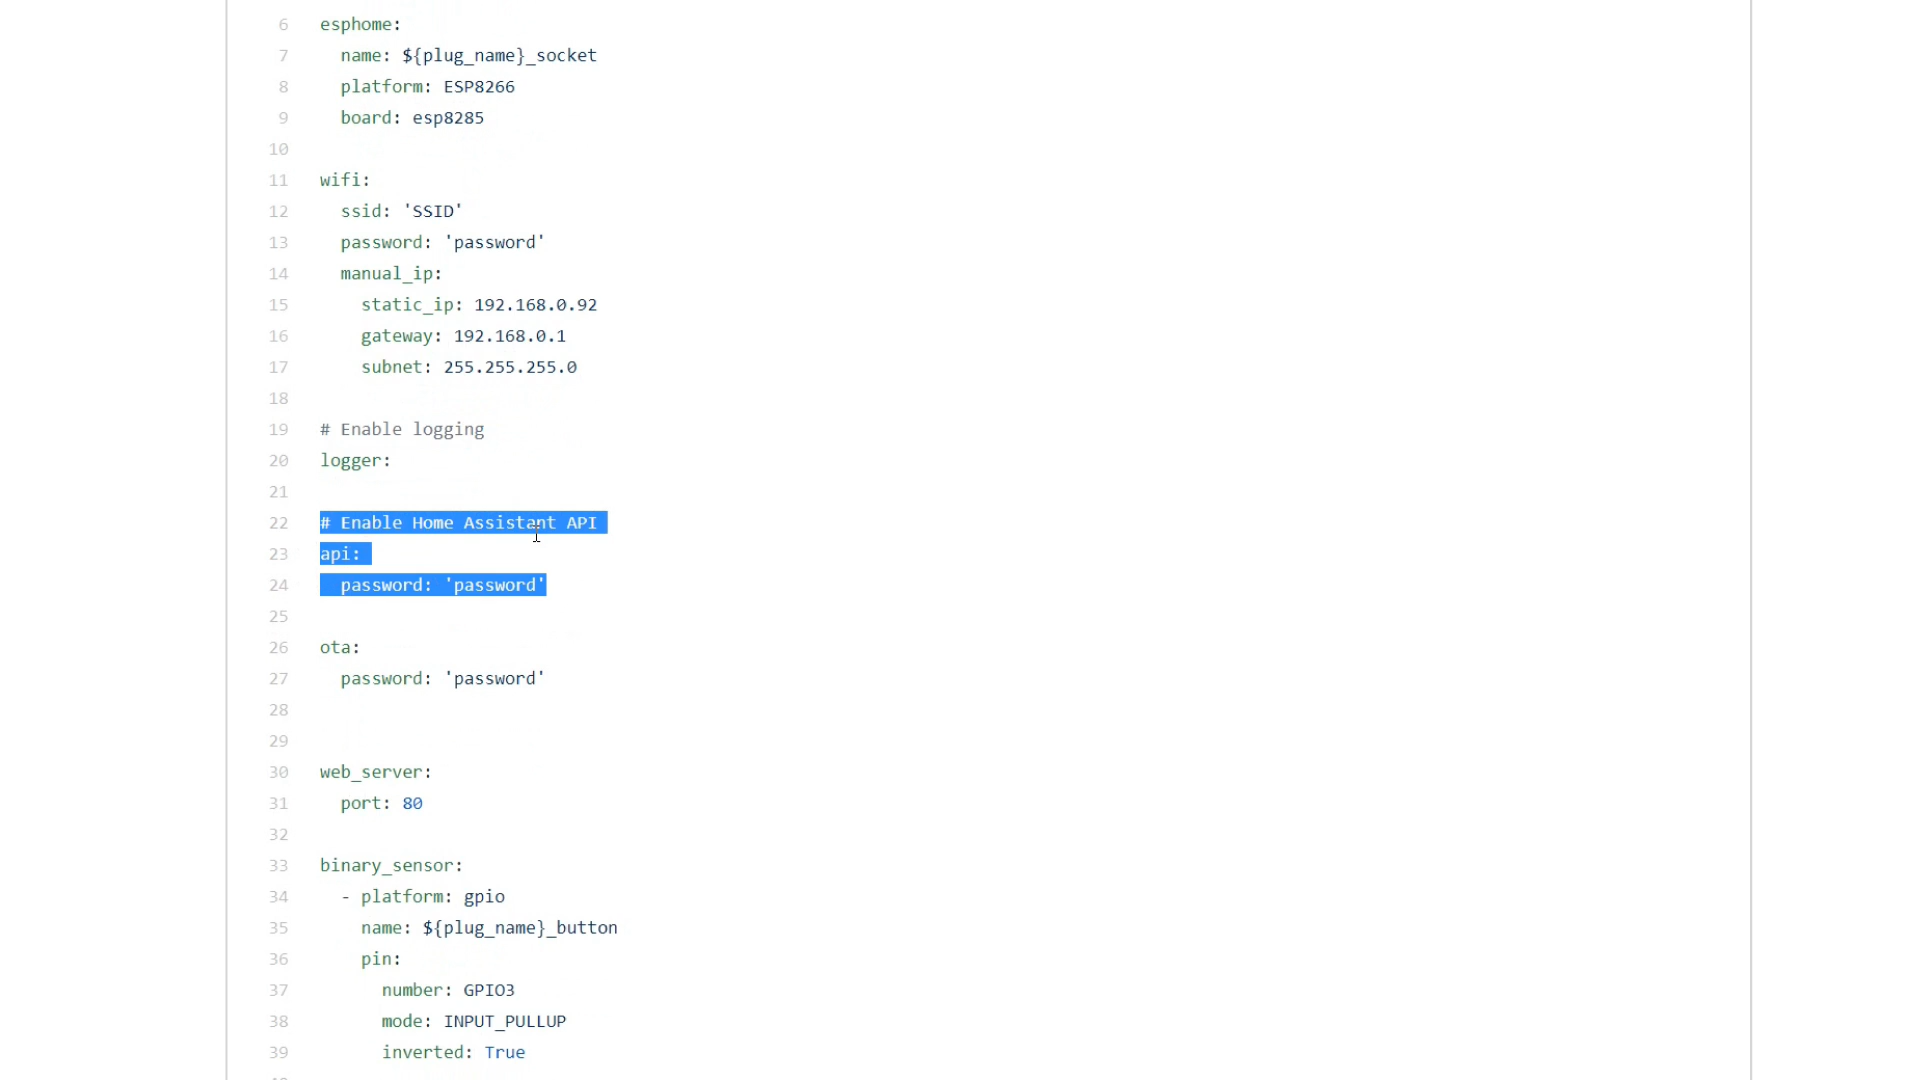 6 esphome:
7 name: ${plug_name}_socket
8 platform: ESP8266
9 board: esp8285
10
11 wifi:
12 ssid: 'SSID'
13 password: 'password'
14 manual_ip:
15 static_ip: 192.168.0.92
16 gateway: 192.168.0.1
17 subnet: 255.255.255.0
18
19 # Enable logging
20 logger:
21
22 # Enable Home Assistant API
23 api:
24 password: 'password'
25
26 ota:
27 password: 'password'
28
29
30 web_server:
31 port: 80
32
33 binary_sensor:
34 - platform: gpio
35 name: ${plug_name}_button
36 pin:
37 number: GPIO3
38 mode: INPUT_PULLUP
39 inverted: True